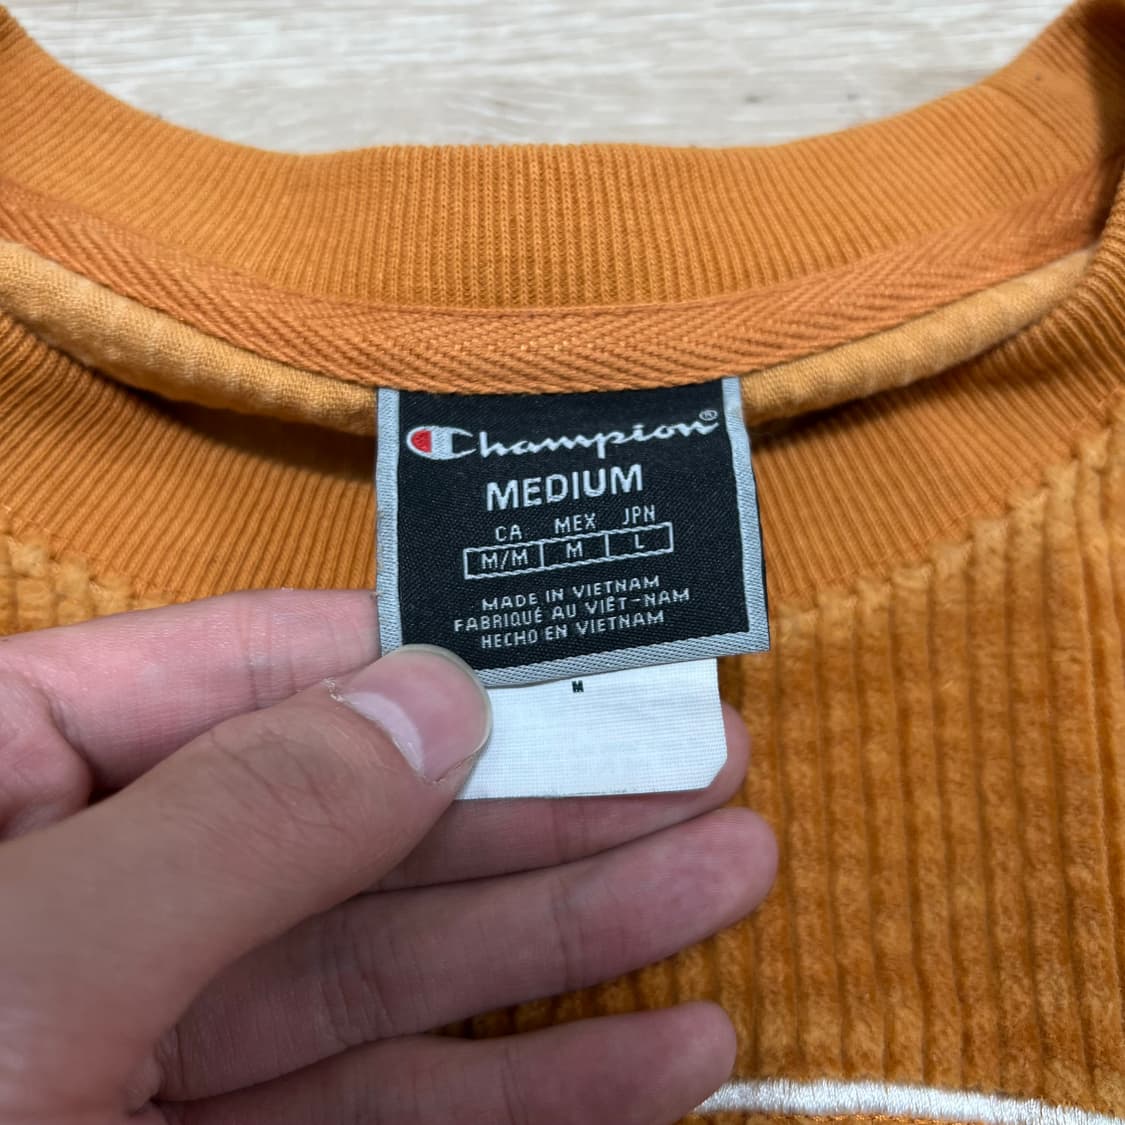 Champion®
MEDIUM
CA MEX JPN
M/M M L
MADE IN VIETNAM
FABRIQUÉ AU VIÊT-NAM
HECHO EN VIETNAM
M